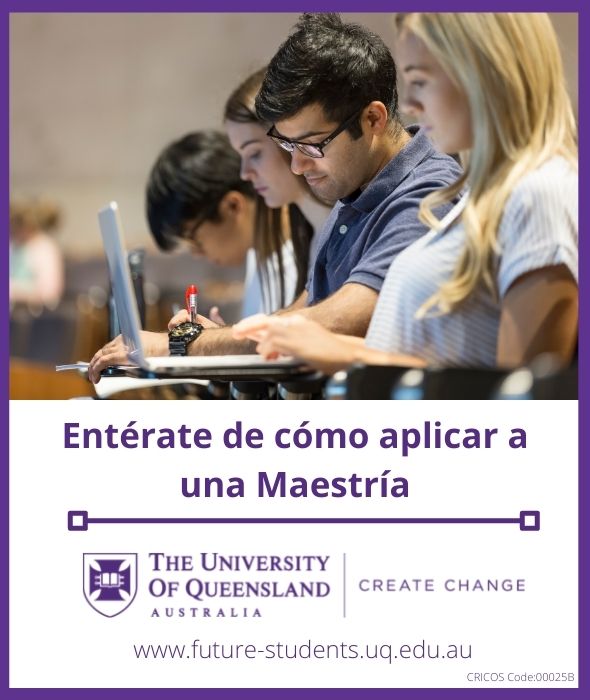 Entérate de cómo aplicar a
una Maestría
THE UNIVERSITY
OF QUEENSLAND
AUSTRALIA
CREATE CHANGE
www.future-students.uq.edu.au
CRICOS Code:00025B